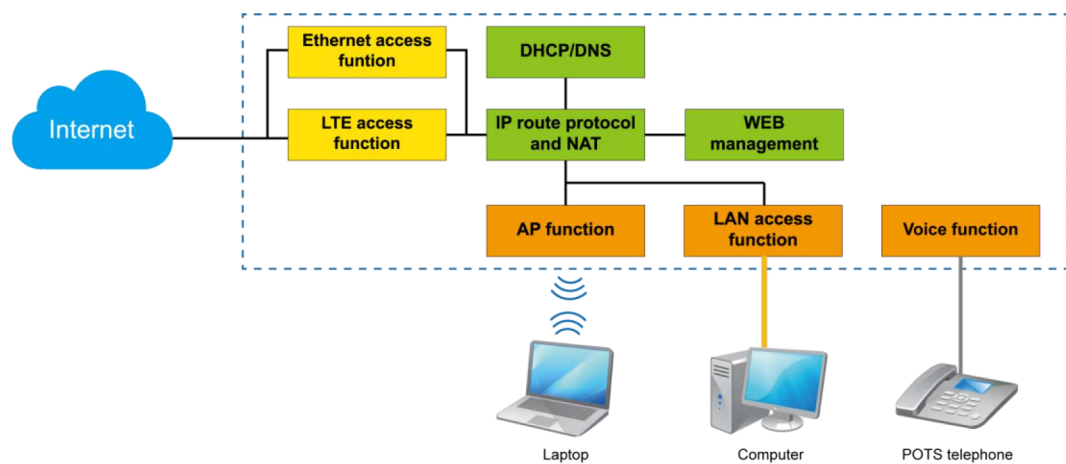 Ethernet access
funtion
DHCP/DNS
Internet
LTE access
function
IP route protocol
and NAT
WEB
management
AP function
LAN access
function
Voice function
Laptop
Computer
POTS telephone